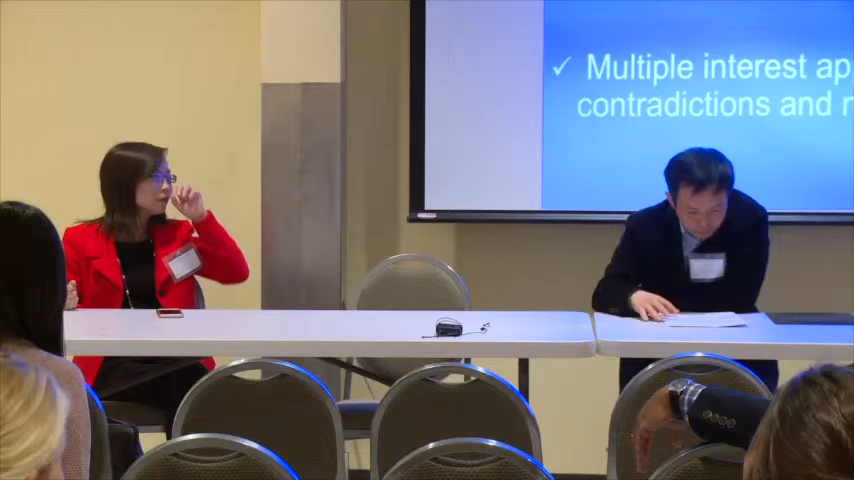 ✓ Multiple interest ap
contradictions and